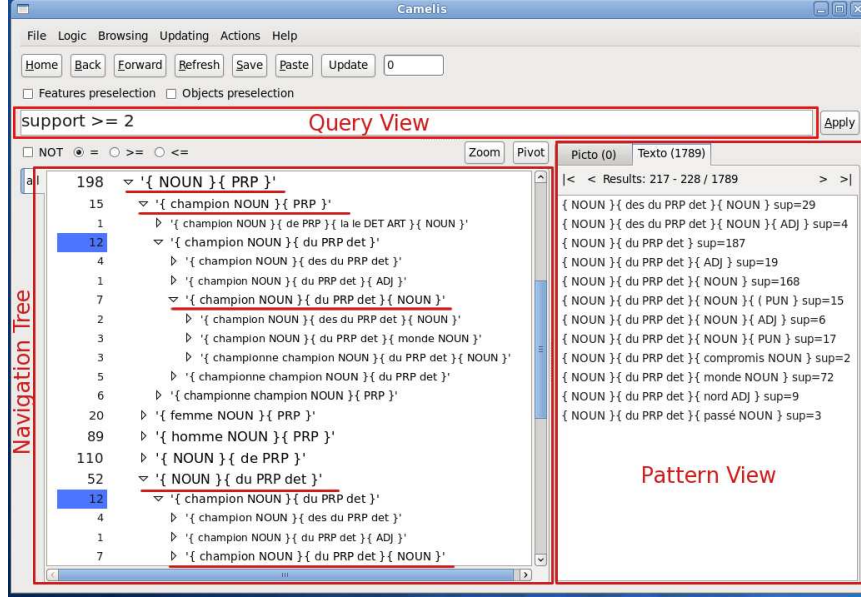 Camelis
File Logic Browsing Updating Actions Help
Home Back Forward Refresh Save Paste Update 0
Features preselection Objects preselection
support >= 2 Query View Apply
NOT = >= <= Zoom Pivot
all
198 '{ NOUN }{ PRP }'
15 '{ champion NOUN }{ PRP }'
1 '{ champion NOUN }{ de PRP }{ la le DET ART }{ NOUN }'
12 '{ champion NOUN }{ du PRP det }'
4 '{ champion NOUN }{ des du PRP det }'
1 '{ champion NOUN }{ du PRP det }{ ADJ }'
7 '{ champion NOUN }{ du PRP det }{ NOUN }'
2 '{ champion NOUN }{ des du PRP det }{ NOUN }'
3 '{ champion NOUN }{ du PRP det }{ monde NOUN }'
3 '{ championne champion NOUN }{ du PRP det }{ NOUN }'
5 '{ championne champion NOUN }{ du PRP det }'
6 '{ championne champion NOUN }{ PRP }'
20 '{ femme NOUN }{ PRP }'
89 '{ homme NOUN }{ PRP }'
110 '{ NOUN }{ de PRP }'
52 '{ NOUN }{ du PRP det }'
12 '{ champion NOUN }{ du PRP det }'
4 '{ champion NOUN }{ des du PRP det }'
1 '{ champion NOUN }{ du PRP det }{ ADJ }'
7 '{ champion NOUN }{ du PRP det }{ NOUN }'
Navigation Tree
Picto (0) Texto (1789)
|< < Results: 217 - 228 / 1789 > >|
{ NOUN }{ des du PRP det }{ NOUN } sup=29
{ NOUN }{ des du PRP det }{ NOUN }{ ADJ } sup=4
{ NOUN }{ du PRP det } sup=187
{ NOUN }{ du PRP det }{ ADJ } sup=19
{ NOUN }{ du PRP det }{ NOUN } sup=168
{ NOUN }{ du PRP det }{ NOUN }{ ( PUN } sup=15
{ NOUN }{ du PRP det }{ NOUN }{ ADJ } sup=6
{ NOUN }{ du PRP det }{ NOUN }{ PUN } sup=17
{ NOUN }{ du PRP det }{ compromis NOUN } sup=2
{ NOUN }{ du PRP det }{ monde NOUN } sup=72
{ NOUN }{ du PRP det }{ nord ADJ } sup=9
{ NOUN }{ du PRP det }{ passé NOUN } sup=3
Pattern View